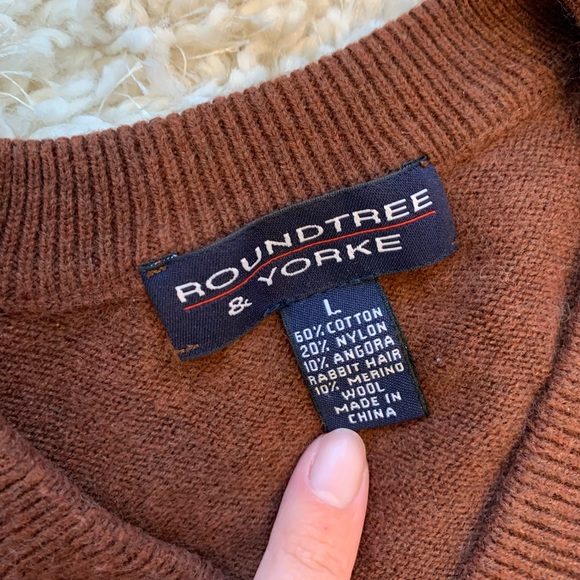 ROUNDTREE
& YORKE
L
60% COTTON
20% NYLON
10% ANGORA
RABBIT HAIR
10% MERINO
WOOL
MADE IN
CHINA